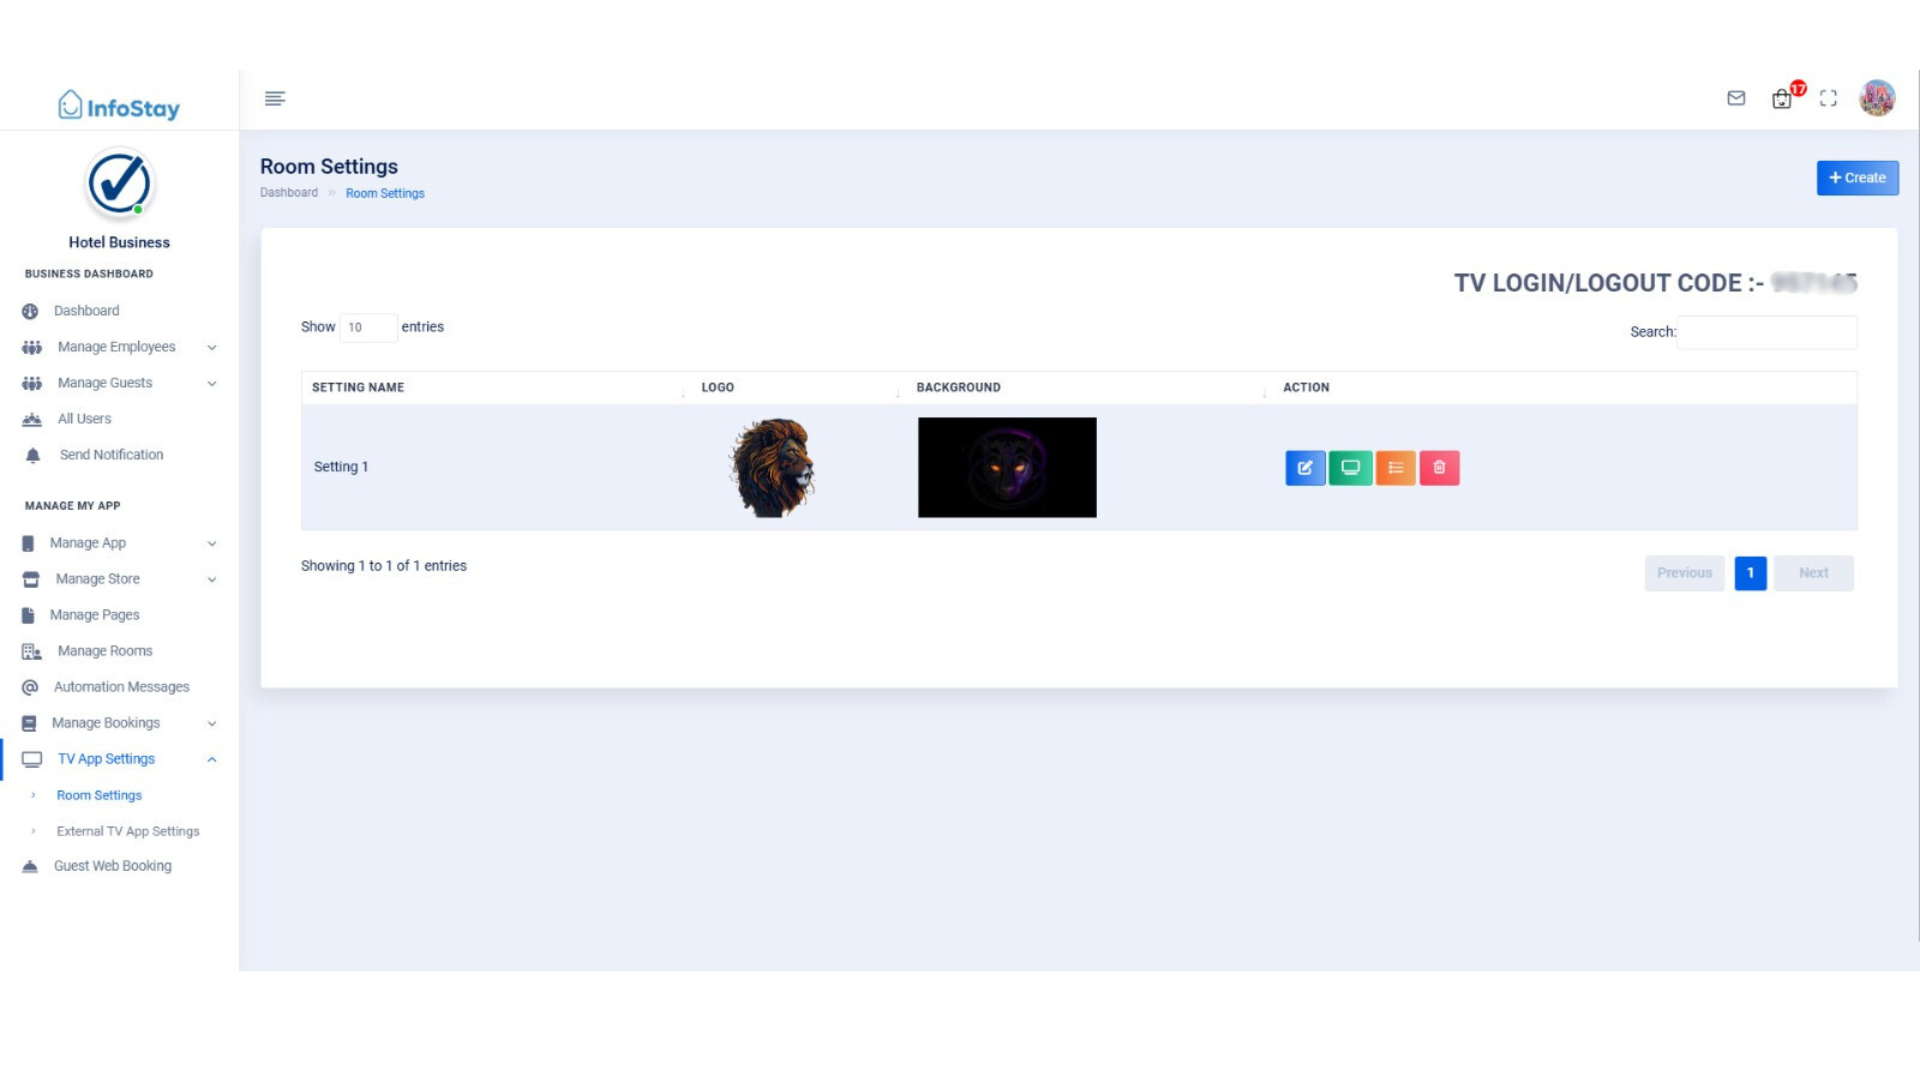 InfoStay
17
Hotel Business
BUSINESS DASHBOARD
Dashboard
Manage Employees
Manage Guests
All Users
Send Notification
MANAGE MY APP
Manage App
Manage Store
Manage Pages
Manage Rooms
Automation Messages
Manage Bookings
TV App Settings
Room Settings
External TV App Settings
Guest Web Booking
Room Settings
Dashboard » Room Settings
+ Create
TV LOGIN/LOGOUT CODE :-
Show 10 entries
Search:
SETTING NAME LOGO BACKGROUND ACTION
Setting 1
Showing 1 to 1 of 1 entries
Previous 1 Next